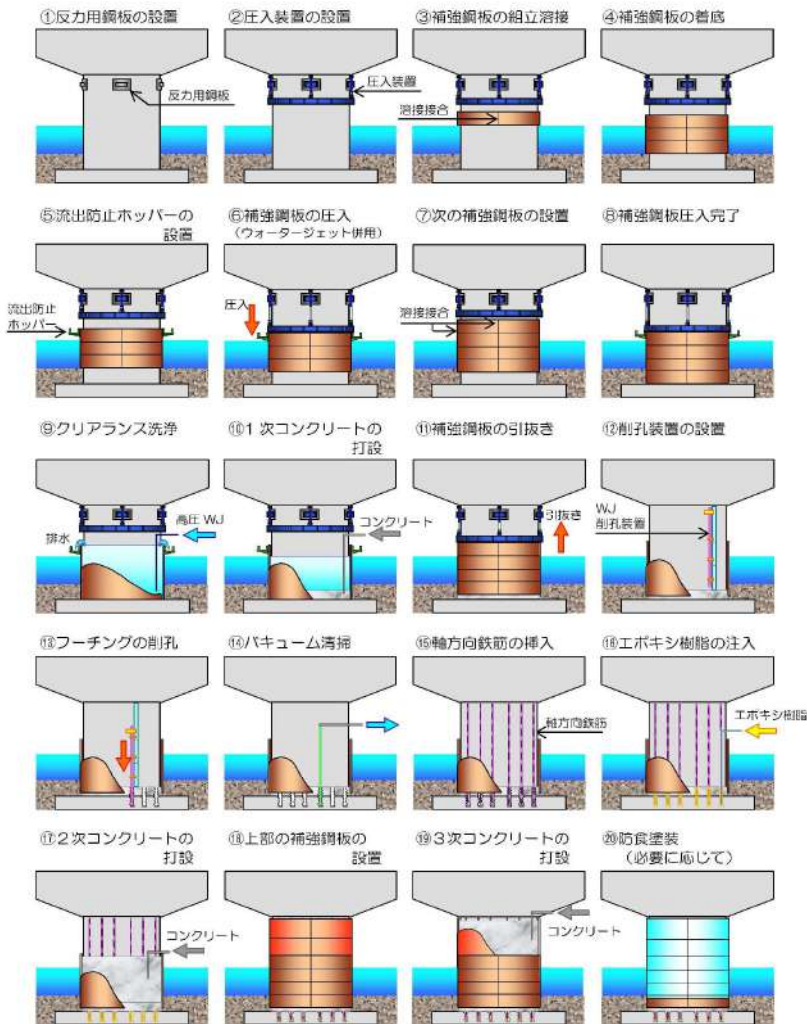 ①反力用鋼板の設置
②圧入装置の設置
③補強鋼板の組立溶接
④補強鋼板の着底
反力用鋼板
圧入装置
溶接接合
⑤流出防止ホッパーの
設置
⑥補強鋼板の圧入
(ウォータージェット併用)
⑦次の補強鋼板の設置
⑧補強鋼板圧入完了
流出防止
ホッパー
圧入
溶接接合
⑨クリアランス洗浄
⑩1次コンクリートの
打設
⑪補強鋼板の引抜き
⑫削孔装置の設置
排水
高圧WJ
コンクリート
引抜き
WJ
削孔装置
⑬フーチングの削孔
⑭バキューム清掃
⑮軸方向鉄筋の挿入
⑯エポキシ樹脂の注入
軸方向鉄筋
エポキシ樹脂
⑰2次コンクリートの
打設
⑱上部の補強鋼板の
設置
⑲3次コンクリートの
打設
⑳防食塗装
(必要に応じて)
コンクリート
コンクリート